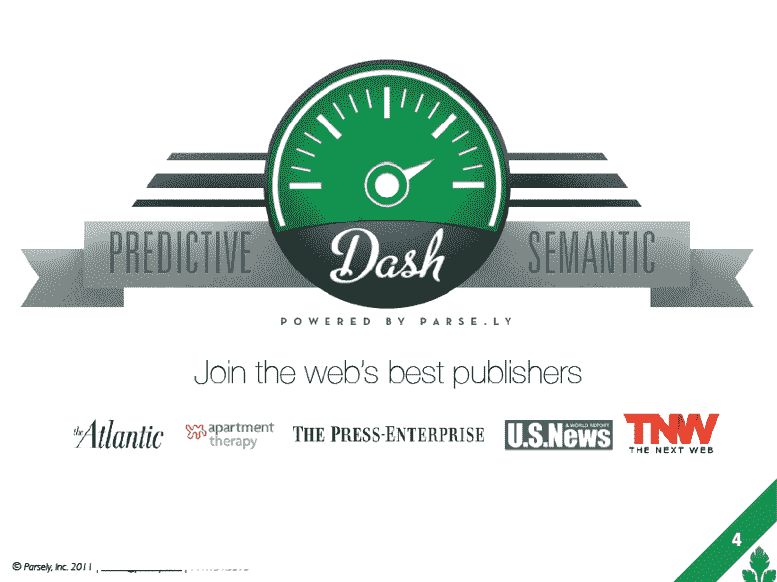 PREDICTIVE Dash SEMANTIC
POWERED BY PARSE.LY
Join the web's best publishers
the Atlantic
apartment therapy
THE PRESS-ENTERPRISE
U.S.News & WORLD REPORT
TNW
THE NEXT WEB
4
© Parsely, Inc. 2011 |